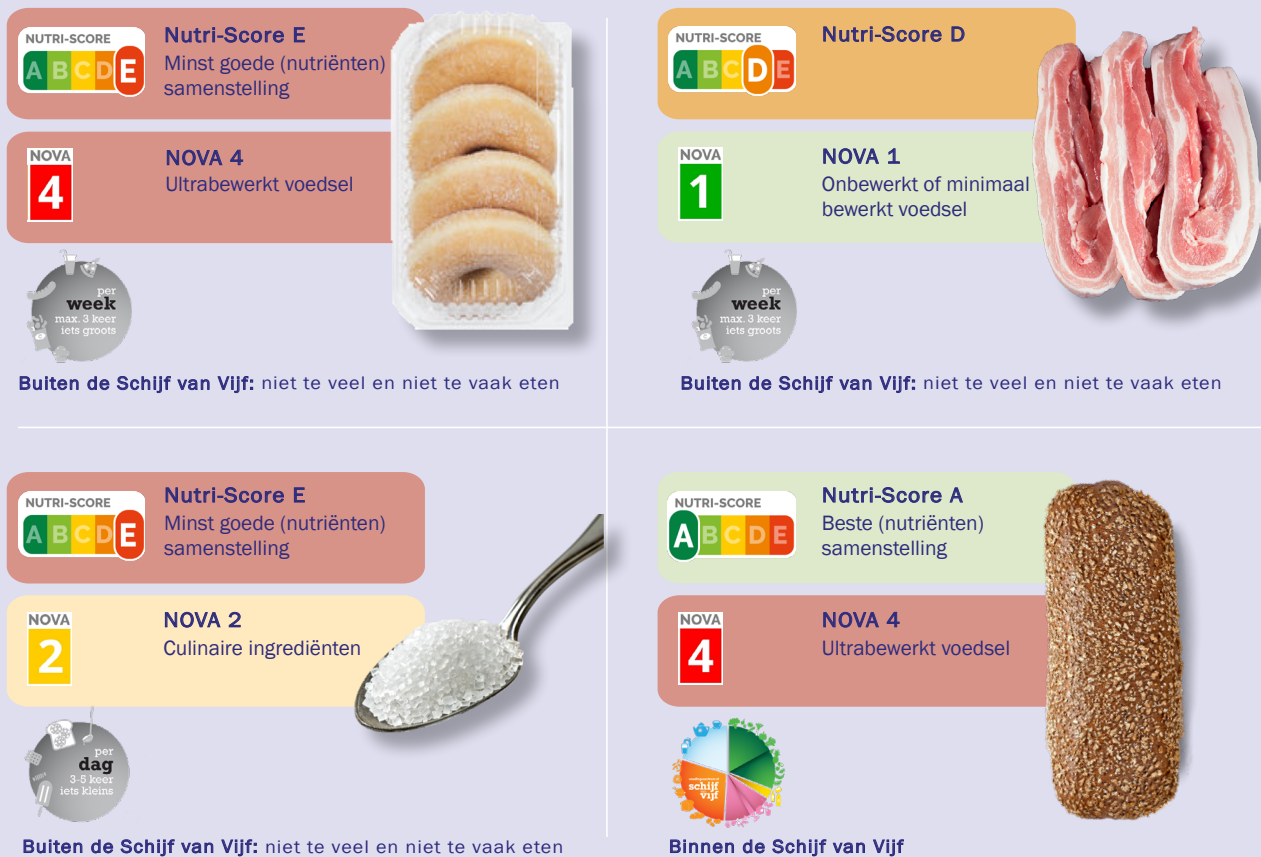 NUTRI-SCORE
A B C D E
Nutri-Score E
Minst goede (nutriënten)
samenstelling
NOVA
4
NOVA 4
Ultrabewerkt voedsel
per
week
max. 3 keer
iets groots
Buiten de Schijf van Vijf: niet te veel en niet te vaak eten
NUTRI-SCORE
A B C D E
Nutri-Score D
NOVA
1
NOVA 1
Onbewerkt of minimaal
bewerkt voedsel
per
week
max. 3 keer
iets groots
Buiten de Schijf van Vijf: niet te veel en niet te vaak eten
NUTRI-SCORE
A B C D E
Nutri-Score E
Minst goede (nutriënten)
samenstelling
NOVA
2
NOVA 2
Culinaire ingrediënten
per
dag
3-5 keer
iets kleins
Buiten de Schijf van Vijf: niet te veel en niet te vaak eten
NUTRI-SCORE
A B C D E
Nutri-Score A
Beste (nutriënten)
samenstelling
NOVA
4
NOVA 4
Ultrabewerkt voedsel
schijf
vijf
Binnen de Schijf van Vijf